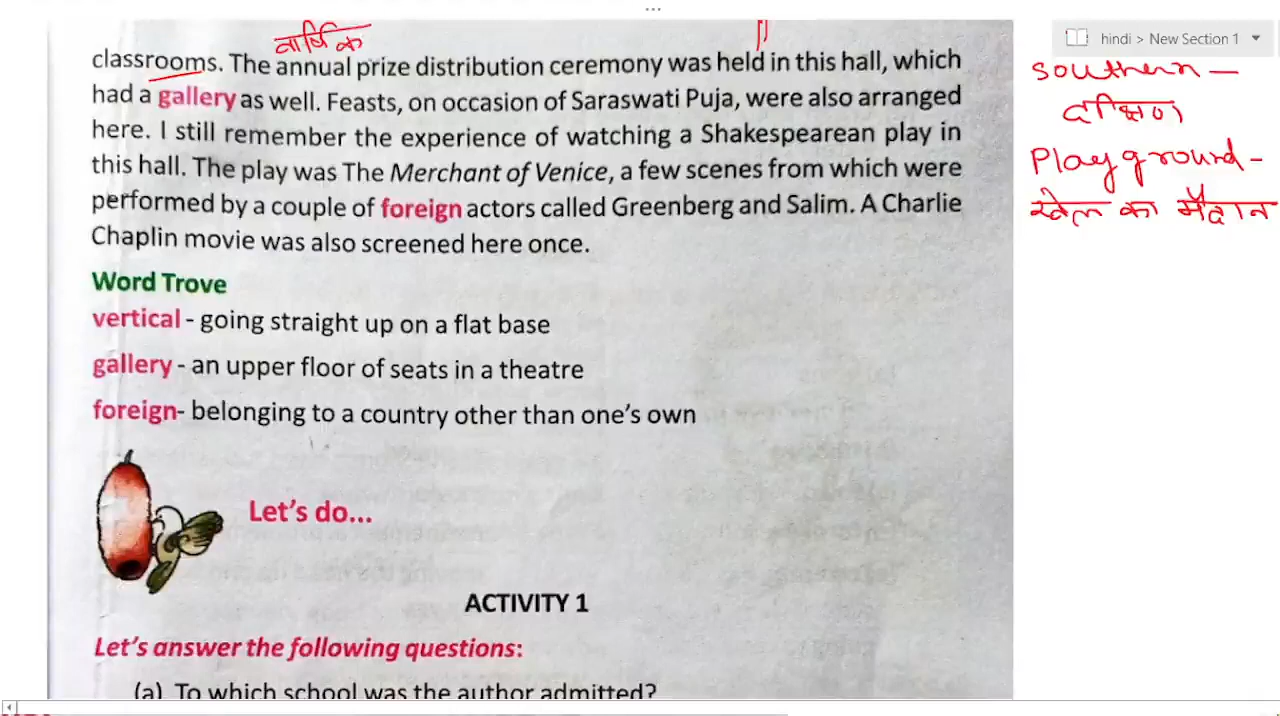 hindi > New Section 1
वार्षिक
classrooms. The annual prize distribution ceremony was held in this hall, which
had a gallery as well. Feasts, on occasion of Saraswati Puja, were also arranged
here. I still remember the experience of watching a Shakespearean play in
this hall. The play was The Merchant of Venice, a few scenes from which were
performed by a couple of foreign actors called Greenberg and Salim. A Charlie
Chaplin movie was also screened here once.
Word Trove
vertical - going straight up on a flat base
gallery - an upper floor of seats in a theatre
foreign- belonging to a country other than one's own
Let's do...
ACTIVITY 1
Let's answer the following questions:
(a) To which school was the author admitted?
southern -
दक्षिण
Playground -
खेल का मैदान